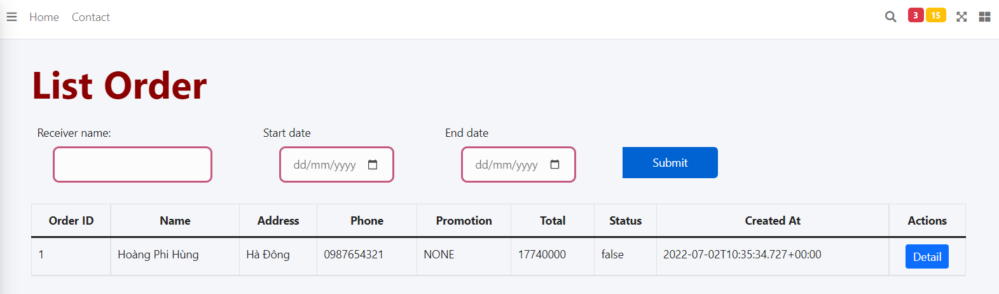 Home Contact 3 15
List Order
Receiver name: Start date End date
dd/mm/yyyy dd/mm/yyyy Submit
Order ID Name Address Phone Promotion Total Status Created At Actions
1 Hoàng Phi Hùng Hà Đông 0987654321 NONE 17740000 false 2022-07-02T10:35:34.727+00:00 Detail